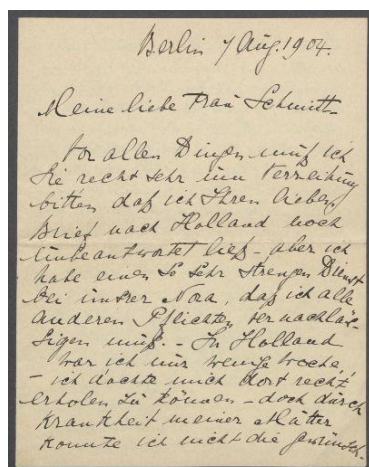 Berlin 7 Aug. 1904.
Meine liebe Frau Schmitt
Vor allen Dingen muß ich
Sie recht sehr um Verzeihung
bitten daß ich Ihren lieben
Brief nach Holland noch
unbeantwortet ließ - aber ich
habe einen so sehr strengen Dienst
bei unsrer Nora, daß ich alle
anderen Pflichten vernachläs-
sigen muß. - In Holland
war ich nur wenige Woche,
- ich dachte mich dort recht
erholen zu können - doch durch
Krankheit meiner Mutter
konnte ich nicht die gewünsch-